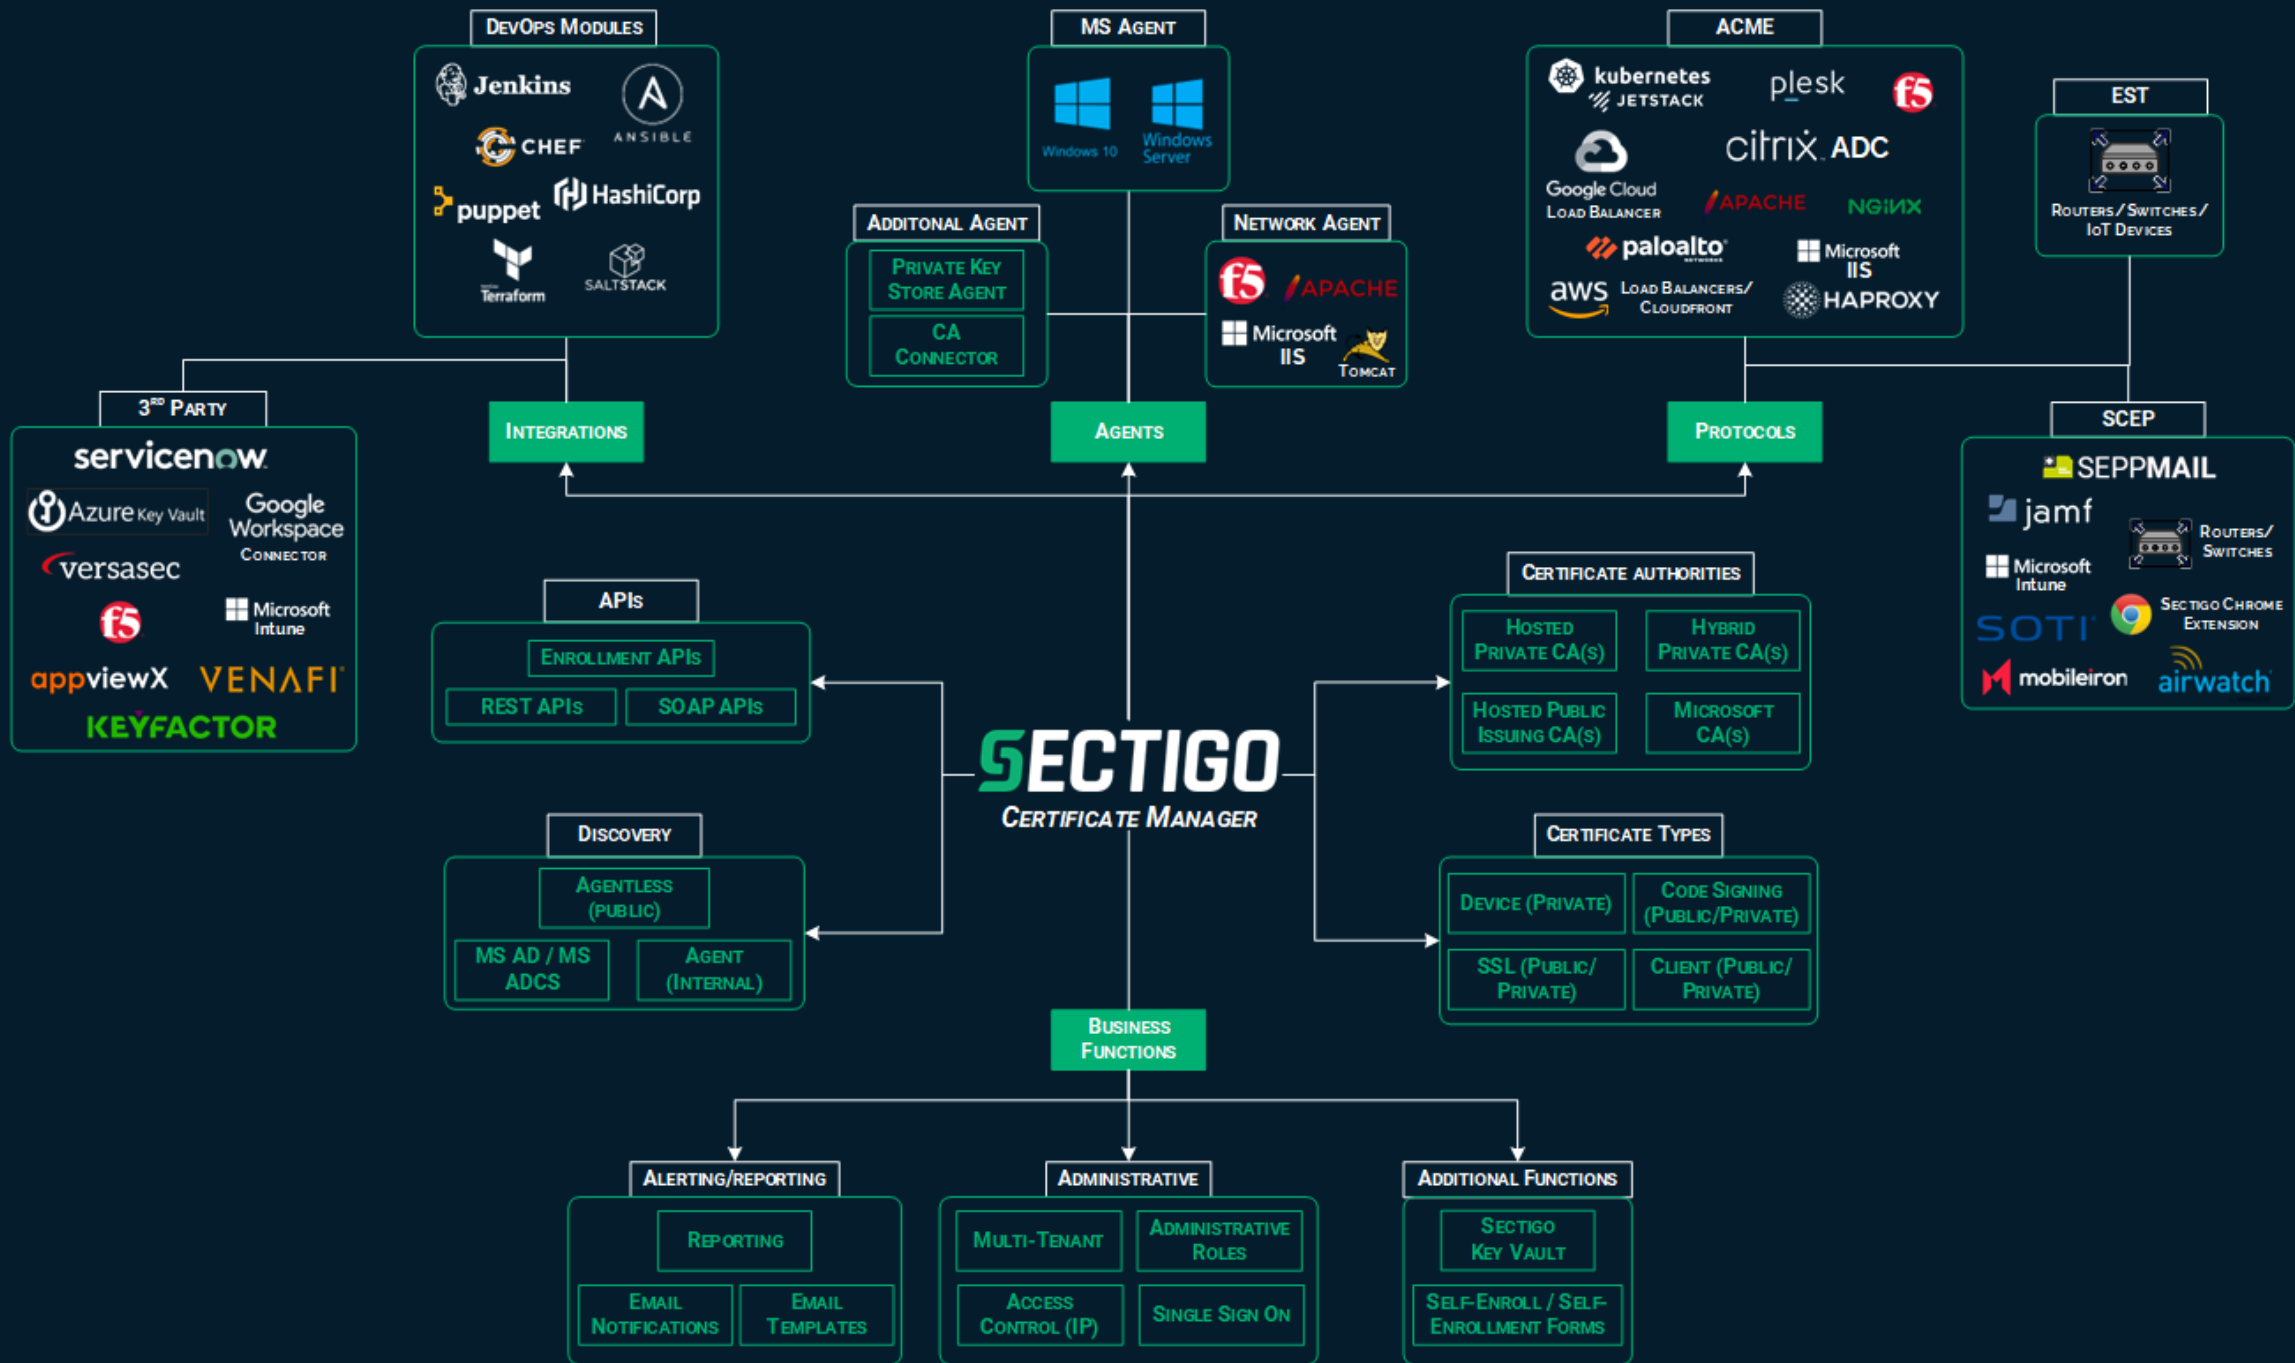 DevOps Modules
Jenkins
ANSIBLE
CHEF
puppet
HashiCorp
Terraform
SALTSTACK
MS Agent
Windows 10
Windows
Server
Additonal Agent
Private Key
Store Agent
CA
Connector
Network Agent
f5
APACHE
Microsoft
IIS
Tomcat
ACME
kubernetes
JETSTACK
plesk
f5
citrix ADC
Google Cloud
Load Balancer
APACHE
NGINX
paloalto
NETWORKS
Microsoft
IIS
aws
Load Balancers/
Cloudfront
HAPROXY
EST
Routers/Switches/
IoT Devices
3RD Party
servicenow
Azure Key Vault
Google
Workspace
Connector
versasec
f5
Microsoft
Intune
appviewX
VENAFI
KEYFACTOR
Integrations
Agents
Protocols
SCEP
SEPPMAIL
jamf
Routers/
Switches
Microsoft
Intune
SOTI
Sectigo Chrome
Extension
mobileiron
airwatch
APIs
Enrollment APIs
REST APIs
SOAP APIs
Certificate authorities
Hosted
Private CA(s)
Hybrid
Private CA(s)
Hosted Public
Issuing CA(s)
Microsoft
CA(s)
SECTIGO
Certificate Manager
Discovery
Agentless
(public)
MS AD / MS
ADCS
Agent
(Internal)
Certificate Types
Device (Private)
Code Signing
(Public/Private)
SSL (Public/
Private)
Client (Public/
Private)
Business
Functions
Alerting/reporting
Reporting
Email
Notifications
Email
Templates
Administrative
Multi-Tenant
Administrative
Roles
Access
Control (IP)
Single Sign On
Additional Functions
Sectigo
Key Vault
Self-Enroll / Self-
Enrollment Forms